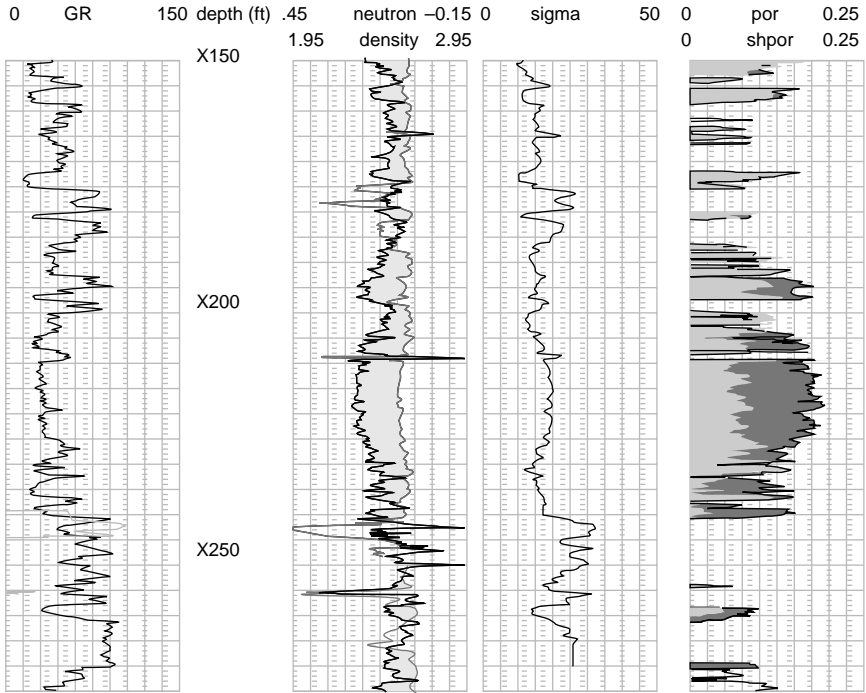 0 GR 150 depth (ft) .45 neutron –0.15 0 sigma 50 0 por 0.25
1.95 density 2.95 0 shpor 0.25
X150
X200
X250